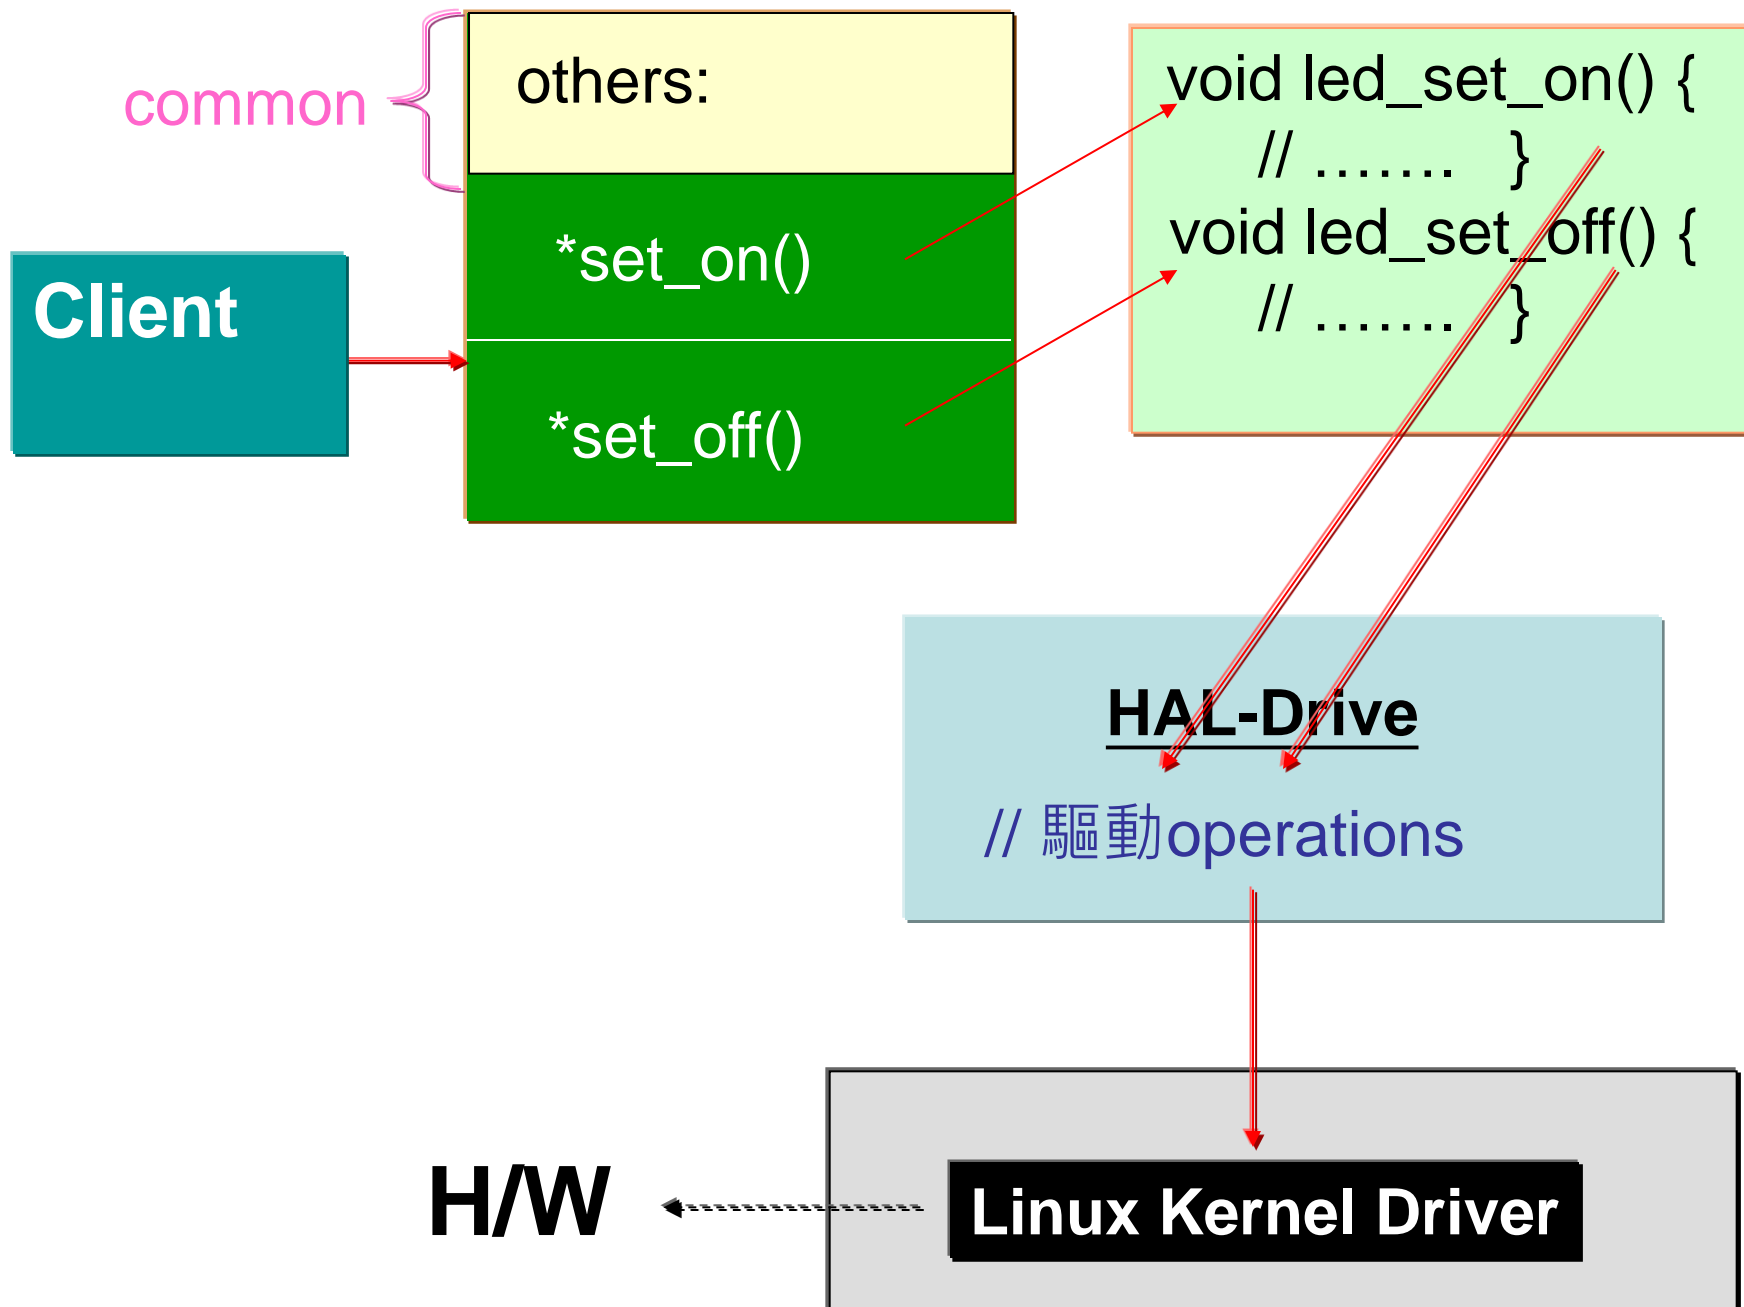 common
others:
*set_on()
*set_off()
Client
void led_set_on() {
// ....... }
void led_set_off() {
// ....... }
HAL-Drive
// 驅動operations
H/W
Linux Kernel Driver